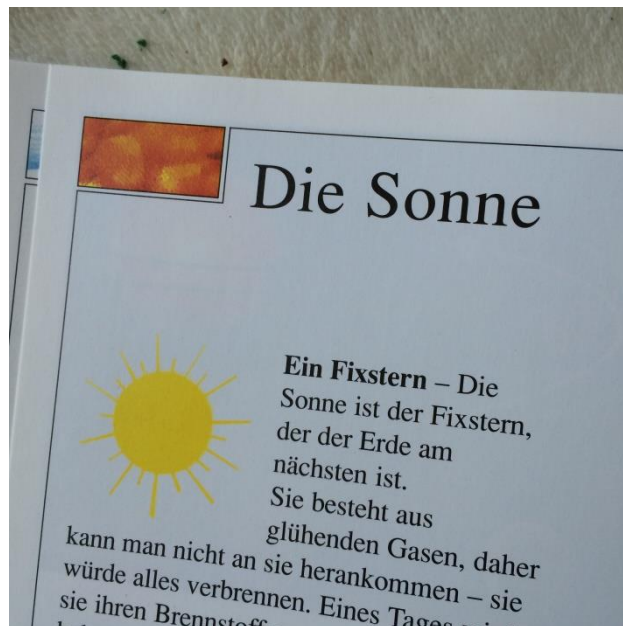 Die Sonne
Ein Fixstern – Die
Sonne ist der Fixstern,
der der Erde am
nächsten ist.
Sie besteht aus
glühenden Gasen, daher
kann man nicht an sie herankommen – sie
würde alles verbrennen. Eines Tages
sie ihren Brennstoff